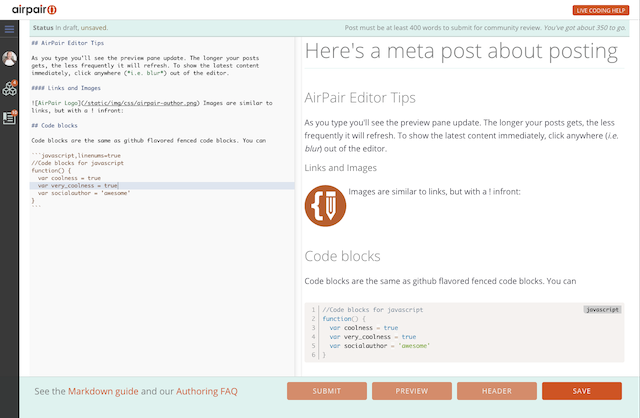 airpair
LIVE CODING HELP
Status In draft, unsaved.
Post must be at least 400 words to submit for community review. You've got about 350 to go.
## AirPair Editor Tips
As you type you'll see the preview pane update. The longer your posts
gets, the less frequently it will refresh. To show the latest content
immediately, click anywhere (*i.e. blur*) out of the editor.
#### Links and Images
![AirPair Logo](/static/img/css/airpair-author.png) Images are similar to
links, but with a ! infront:
## Code blocks
Code blocks are the same as github flavored fenced code blocks. You can
```javascript,linenums=true
//Code blocks for javascript
function() {
var coolness = true
var very_coolness = true
var socialauthor = 'awesome'
}
```
Here's a meta post about posting
AirPair Editor Tips
As you type you'll see the preview pane update. The longer your posts gets, the less
frequently it will refresh. To show the latest content immediately, click anywhere (i.e.
blur) out of the editor.
Links and Images
Images are similar to links, but with a ! infront:
Code blocks
Code blocks are the same as github flavored fenced code blocks. You can
javascript
1 //Code blocks for javascript
2 function() {
3 var coolness = true
4 var very_coolness = true
5 var socialauthor = 'awesome'
6 }
See the Markdown guide and our Authoring FAQ
SUBMIT
PREVIEW
HEADER
SAVE